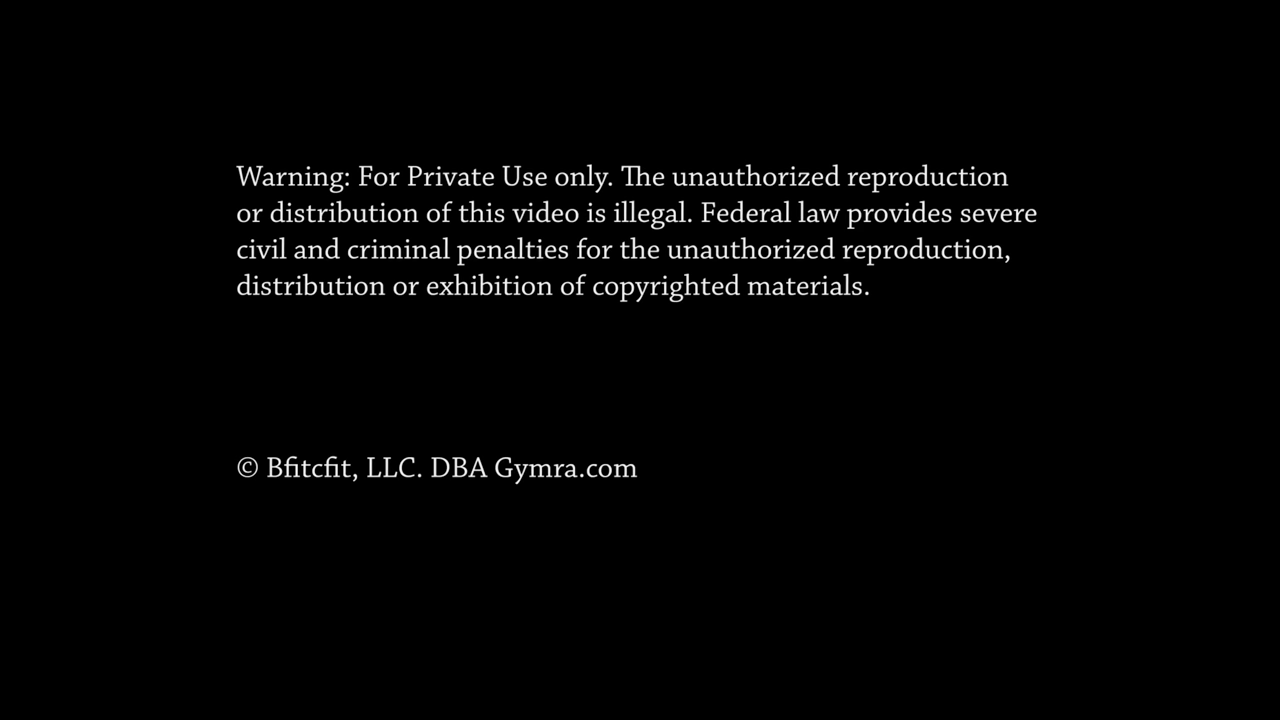 Warning: For Private Use only. The unauthorized reproduction
or distribution of this video is illegal. Federal law provides severe
civil and criminal penalties for the unauthorized reproduction,
distribution or exhibition of copyrighted materials.
© Bfitcfit, LLC. DBA Gymra.com